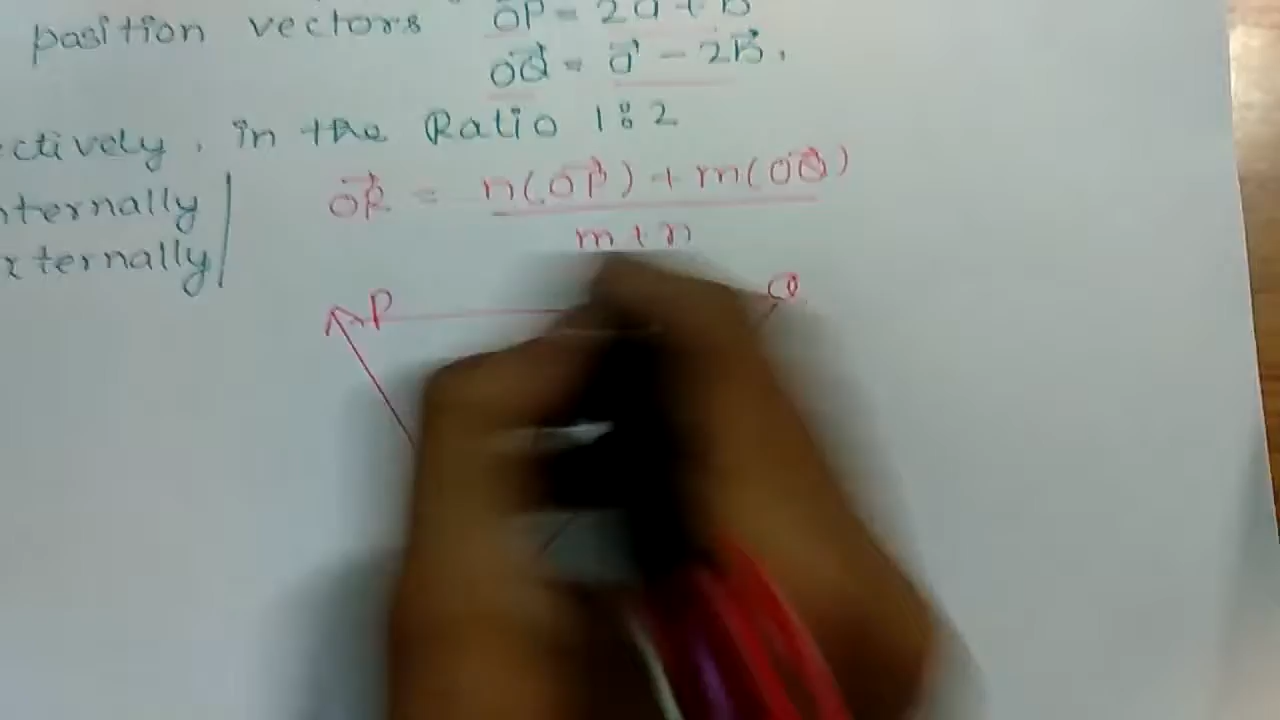 position vectors OP⃗ = 2a⃗ + b⃗
OQ⃗ = a⃗ - 2b⃗.
ctively, in the Ratio 1:2
nternally
OR⃗ = n(OP⃗) + m(OQ⃗)
m+n
xternally
P
Q